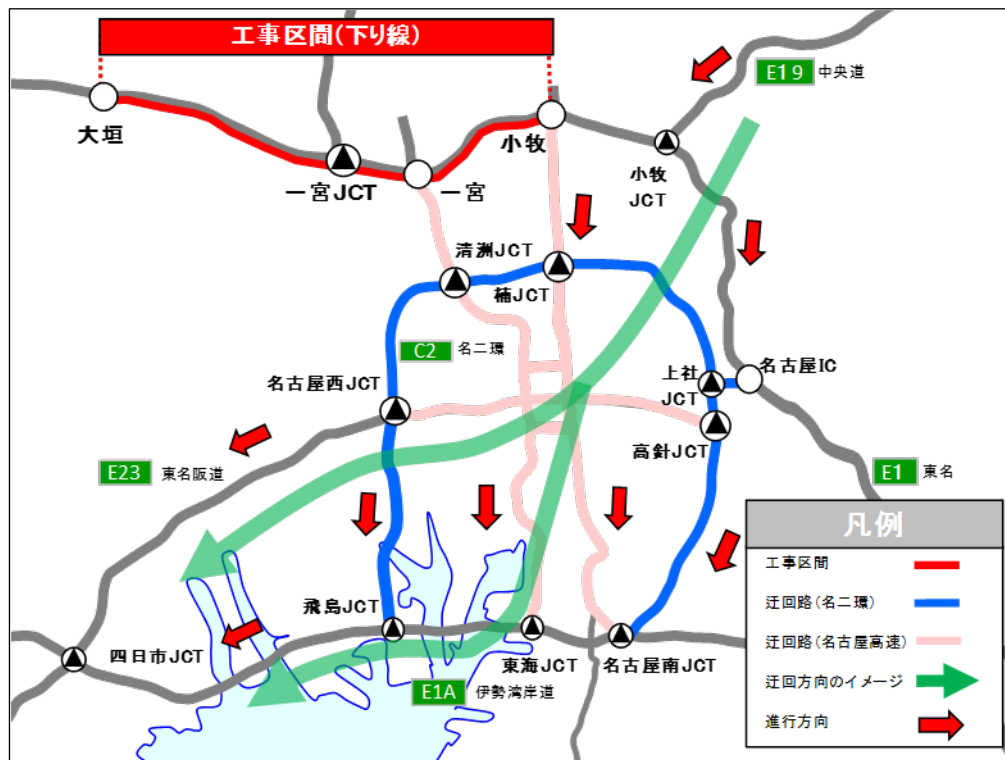 工事区間(下り線)
E19 中央道
大垣
小牧
一宮JCT
一宮
小牧
JCT
清洲JCT
楠JCT
C2 名二環
名古屋西JCT
上社
JCT
名古屋IC
高針JCT
E23 東名阪道
E1 東名
凡例
工事区間
迂回路(名二環)
迂回路(名古屋高速)
迂回方向のイメージ
進行方向
飛島JCT
四日市JCT
東海JCT
名古屋南JCT
E1A 伊勢湾岸道